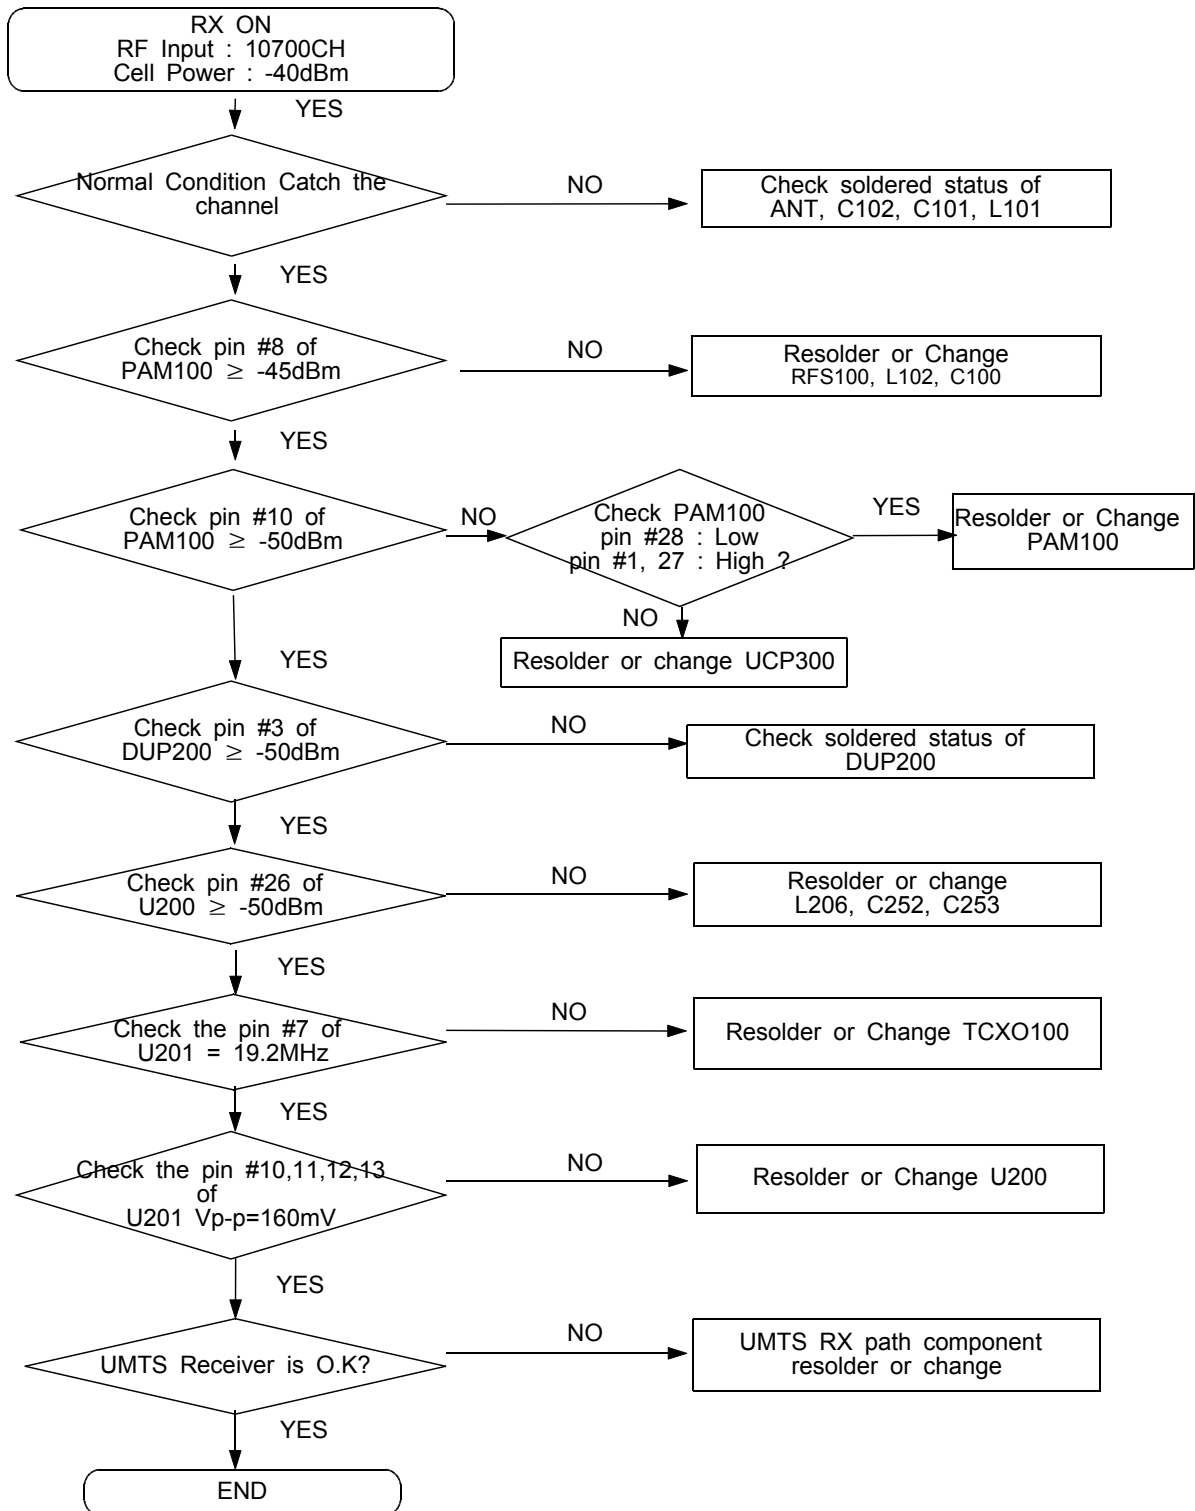 RX ON
RF Input : 10700CH
Cell Power : -40dBm
YES
Normal Condition Catch the
channel
NO
Check soldered status of
ANT, C102, C101, L101
YES
Check pin #8 of
PAM100 ≥ -45dBm
NO
Resolder or Change
RFS100, L102, C100
YES
Check pin #10 of
PAM100 ≥ -50dBm
NO
Check PAM100
pin #28 : Low
pin #1, 27 : High ?
YES
Resolder or Change
PAM100
NO
Resolder or change UCP300
YES
Check pin #3 of
DUP200 ≥ -50dBm
NO
Check soldered status of
DUP200
YES
Check pin #26 of
U200 ≥ -50dBm
NO
Resolder or change
L206, C252, C253
YES
Check the pin #7 of
U201 = 19.2MHz
NO
Resolder or Change TCXO100
YES
Check the pin #10,11,12,13
of
U201 Vp-p=160mV
NO
Resolder or Change U200
YES
UMTS Receiver is O.K?
NO
UMTS RX path component
resolder or change
YES
END